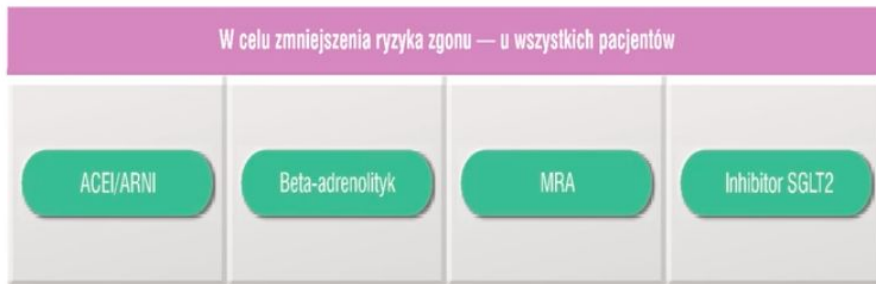 W celu zmniejszenia ryzyka zgonu — u wszystkich pacjentów
ACEI/ARNI
Beta-adrenolityk
MRA
Inhibitor SGLT2